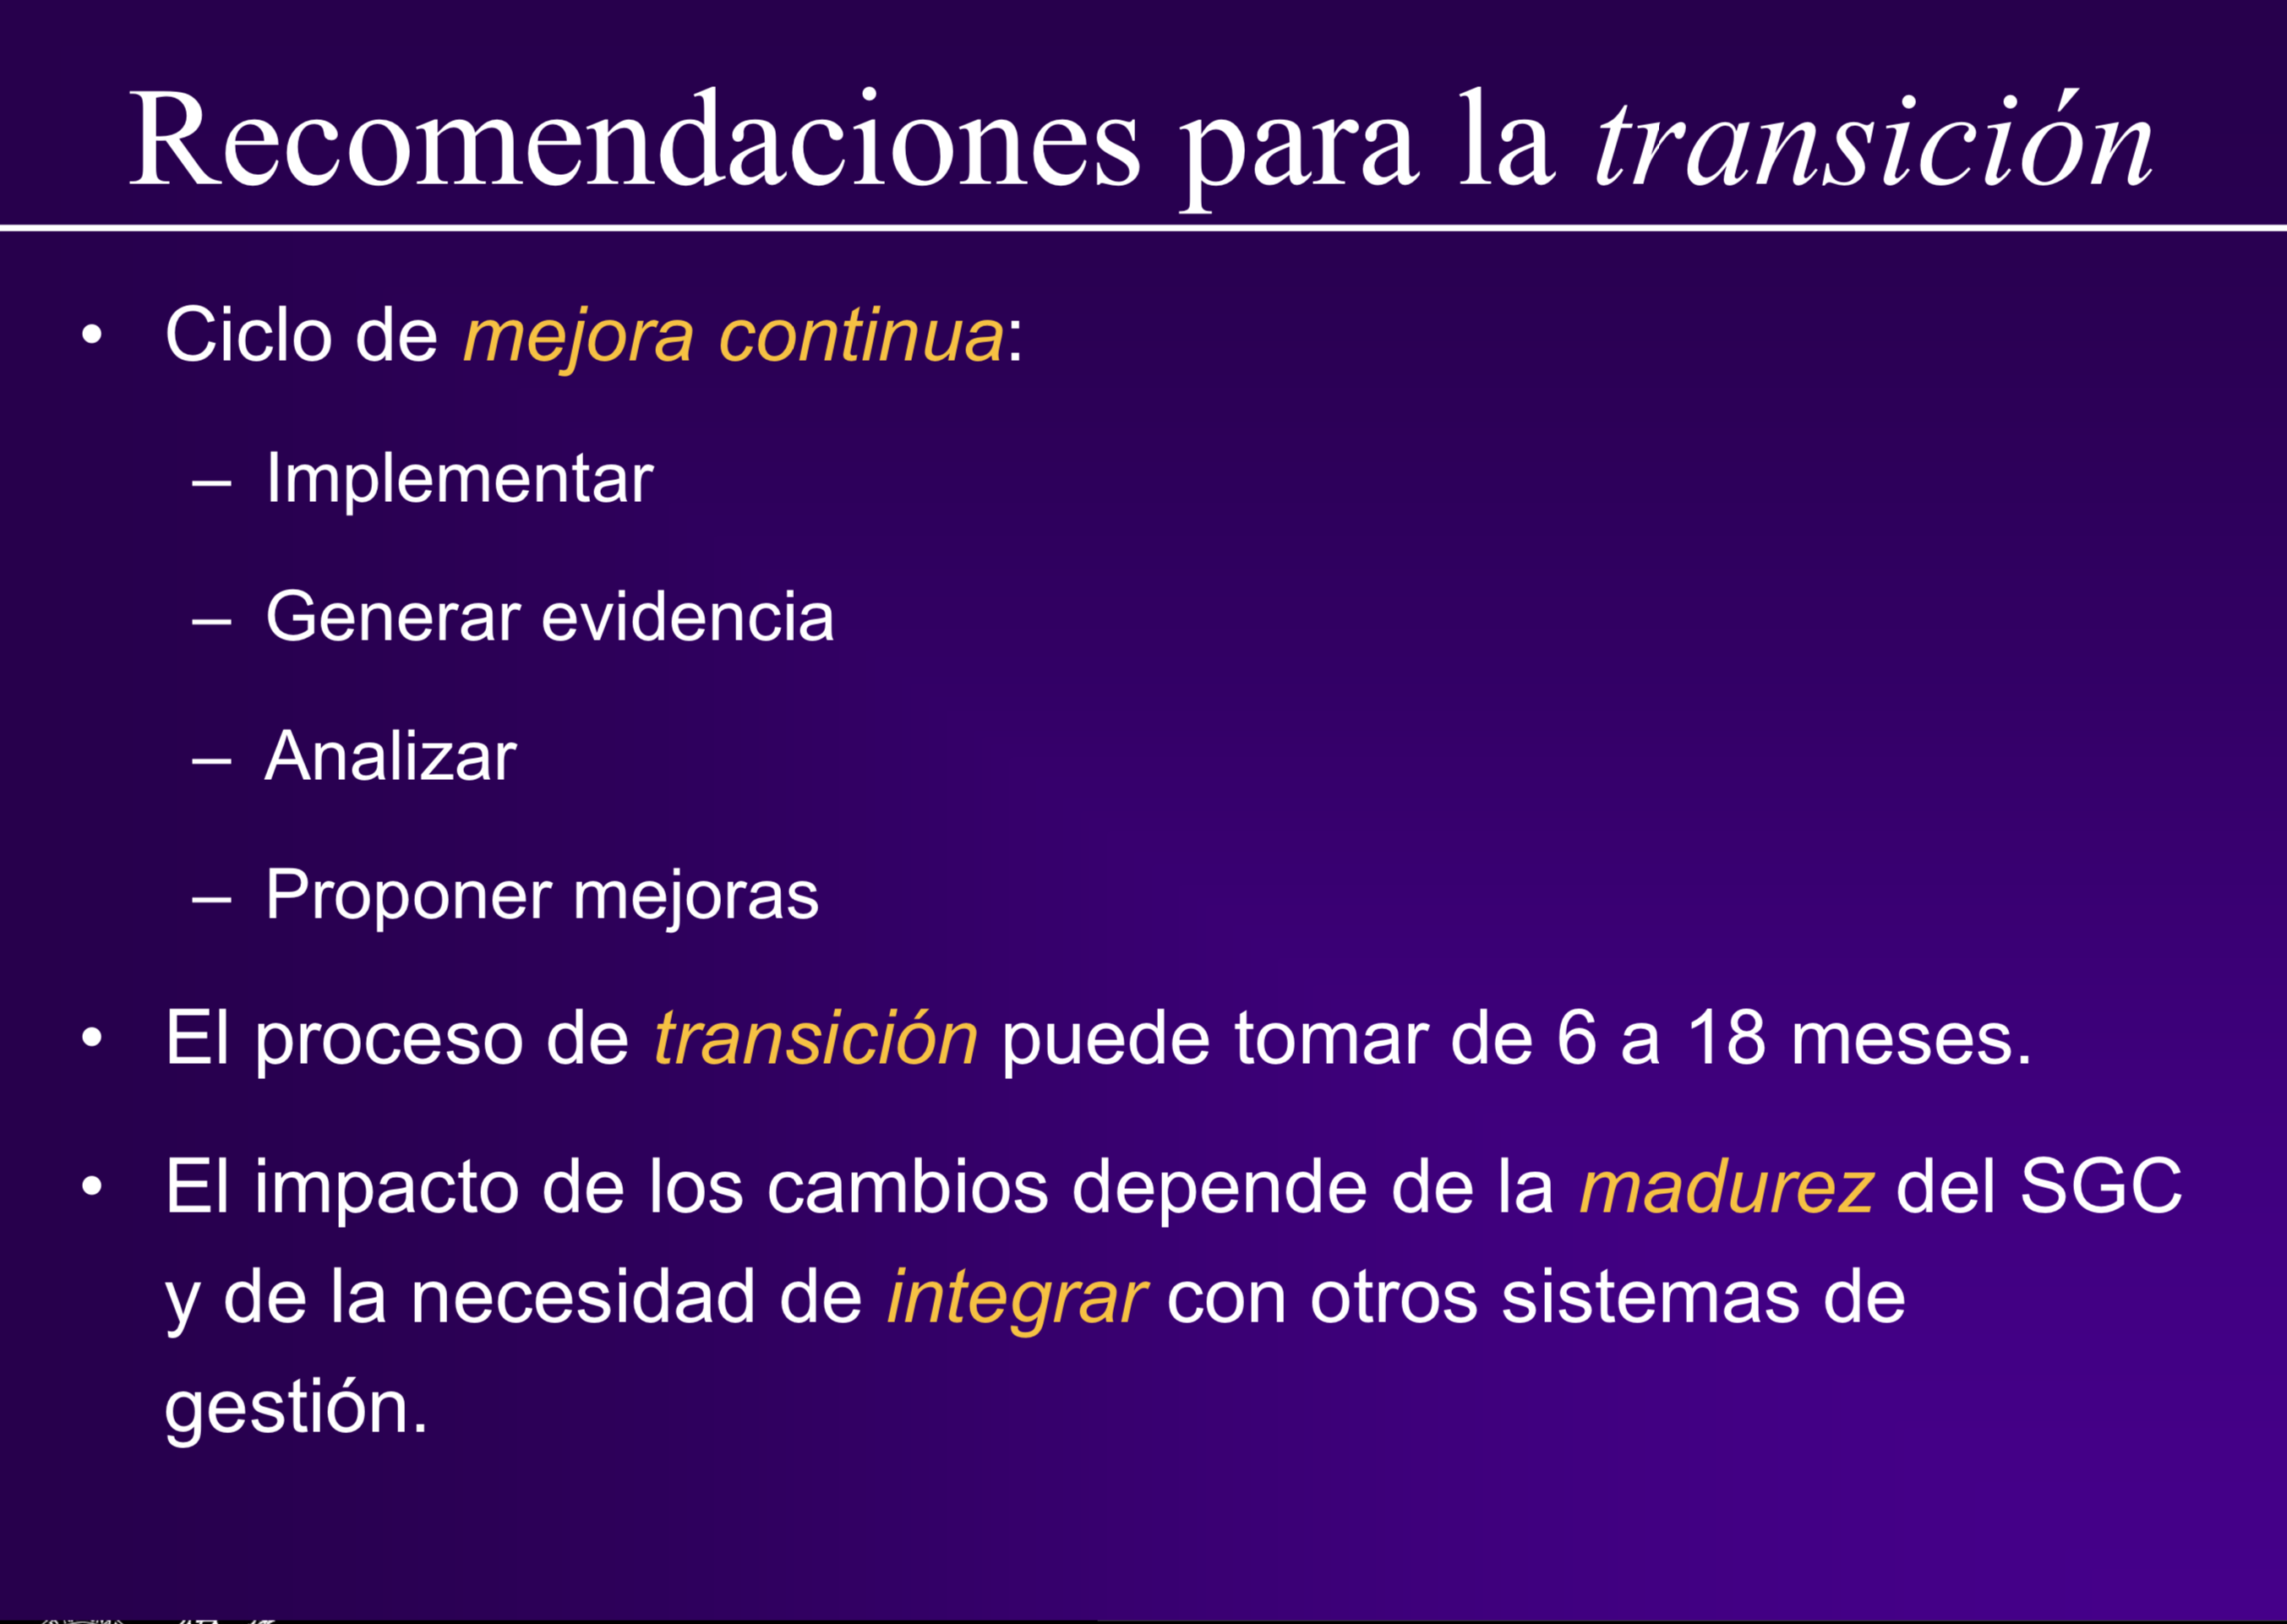 Recomendaciones para la transición
• Ciclo de mejora continua:
– Implementar
– Generar evidencia
– Analizar
– Proponer mejoras
• El proceso de transición puede tomar de 6 a 18 meses.
• El impacto de los cambios depende de la madurez del SGC
y de la necesidad de integrar con otros sistemas de
gestión.